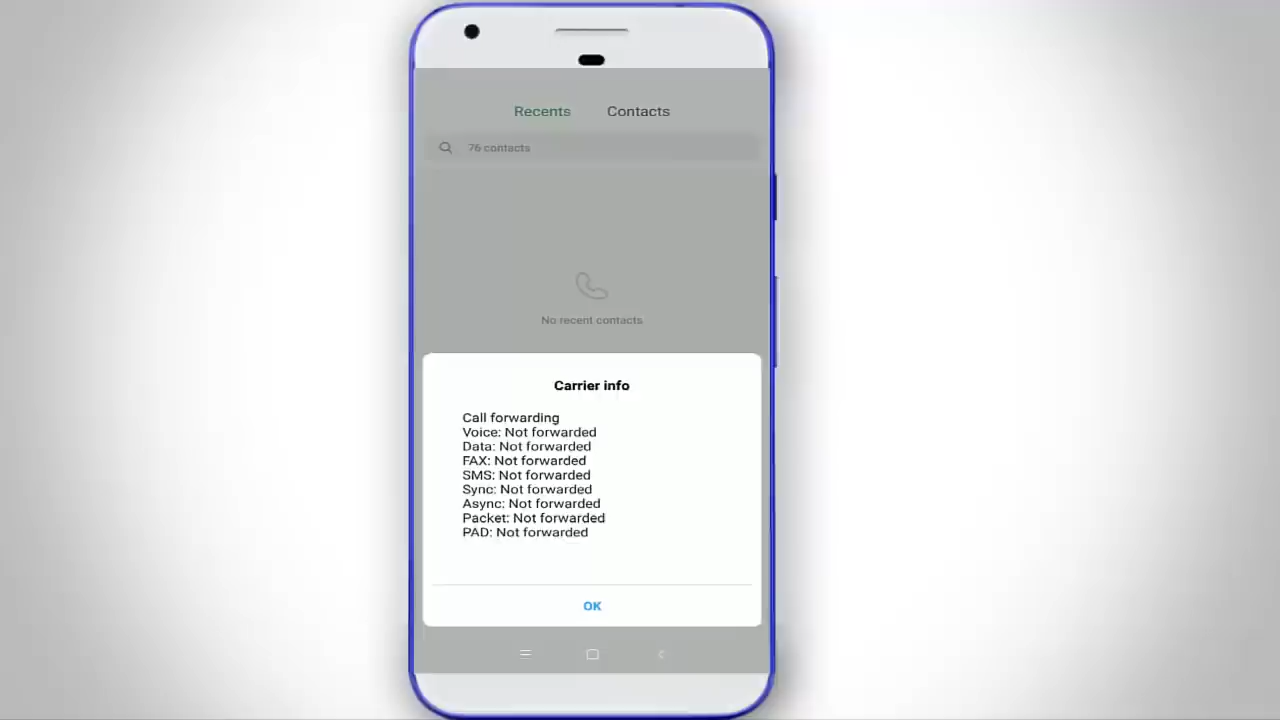 Recents Contacts
76 contacts
No recent contacts
Carrier info
Call forwarding
Voice: Not forwarded
Data: Not forwarded
FAX: Not forwarded
SMS: Not forwarded
Sync: Not forwarded
Async: Not forwarded
Packet: Not forwarded
PAD: Not forwarded
OK